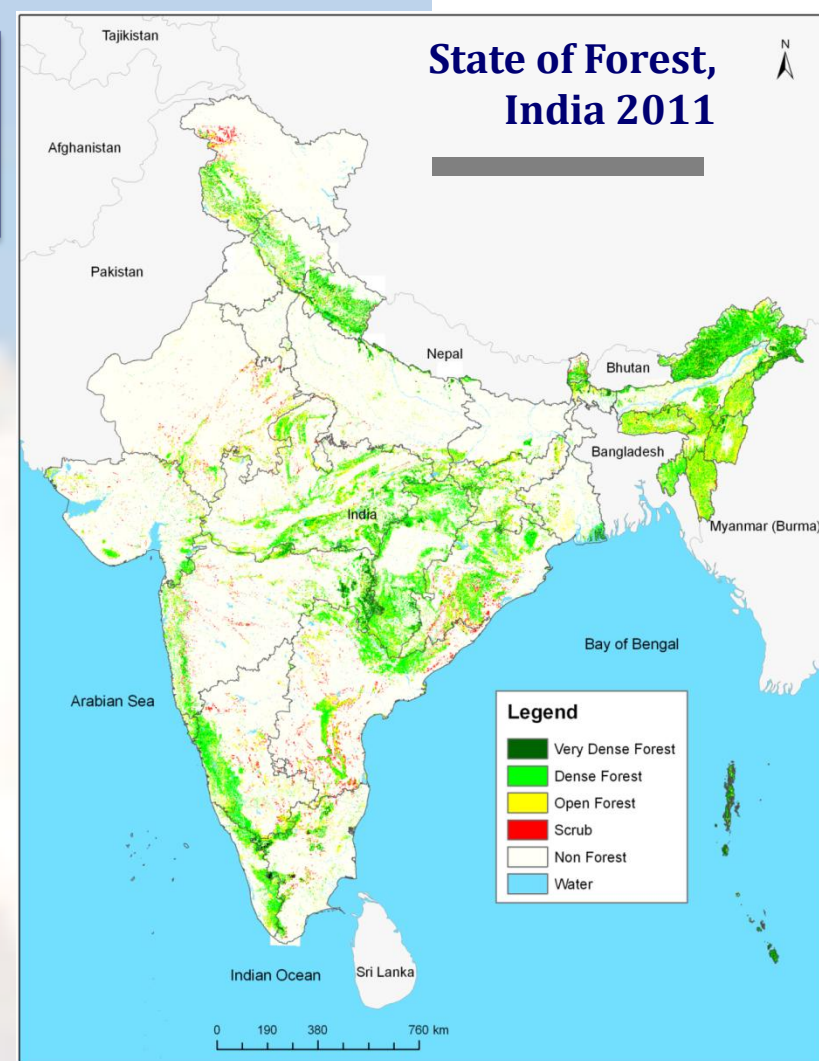 State of Forest,
India 2011
N
Tajikistan
Afghanistan
Pakistan
Nepal
Bhutan
Bangladesh
India
Myanmar (Burma)
Bay of Bengal
Arabian Sea
Legend
Very Dense Forest
Dense Forest
Open Forest
Scrub
Non Forest
Water
Indian Ocean
Sri Lanka
0 190 380 760 km